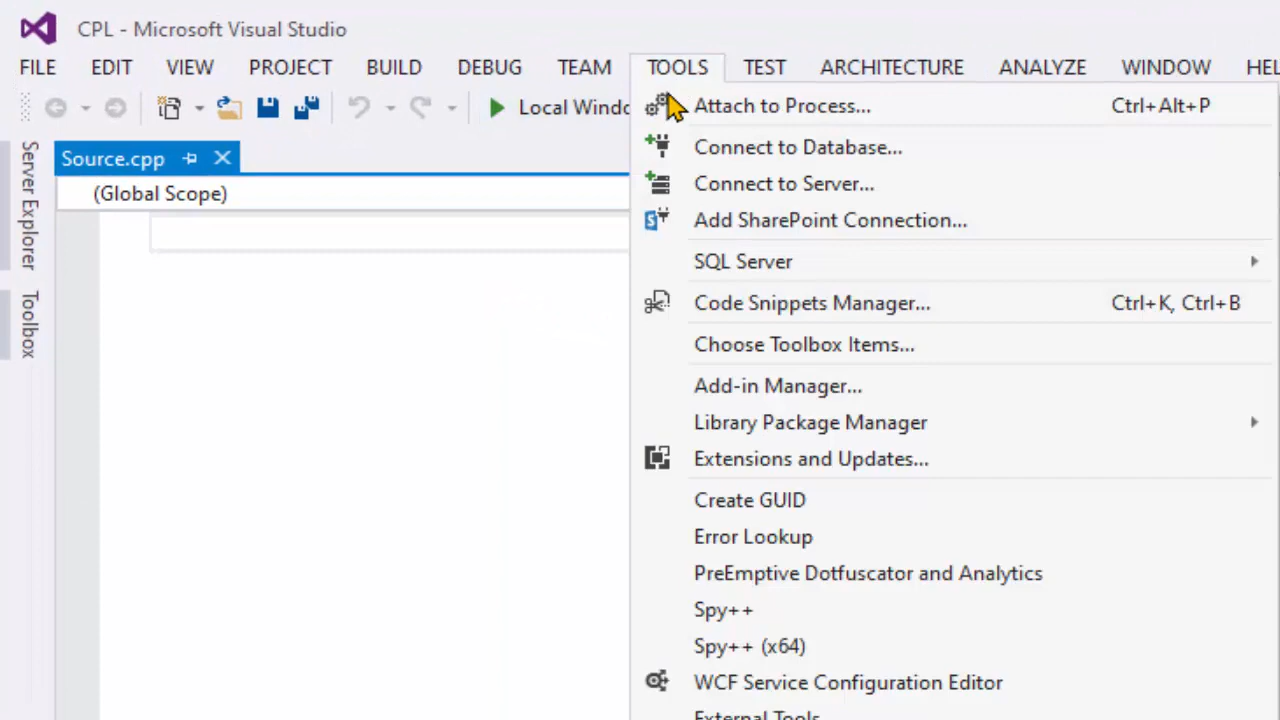 CPL - Microsoft Visual Studio
FILE EDIT VIEW PROJECT BUILD DEBUG TEAM TOOLS TEST ARCHITECTURE ANALYZE WINDOW HEL
Local Windo
Server Explorer
Toolbox
Source.cpp
(Global Scope)
Attach to Process... Ctrl+Alt+P
Connect to Database...
Connect to Server...
Add SharePoint Connection...
SQL Server
Code Snippets Manager... Ctrl+K, Ctrl+B
Choose Toolbox Items...
Add-in Manager...
Library Package Manager
Extensions and Updates...
Create GUID
Error Lookup
PreEmptive Dotfuscator and Analytics
Spy++
Spy++ (x64)
WCF Service Configuration Editor
External Tools